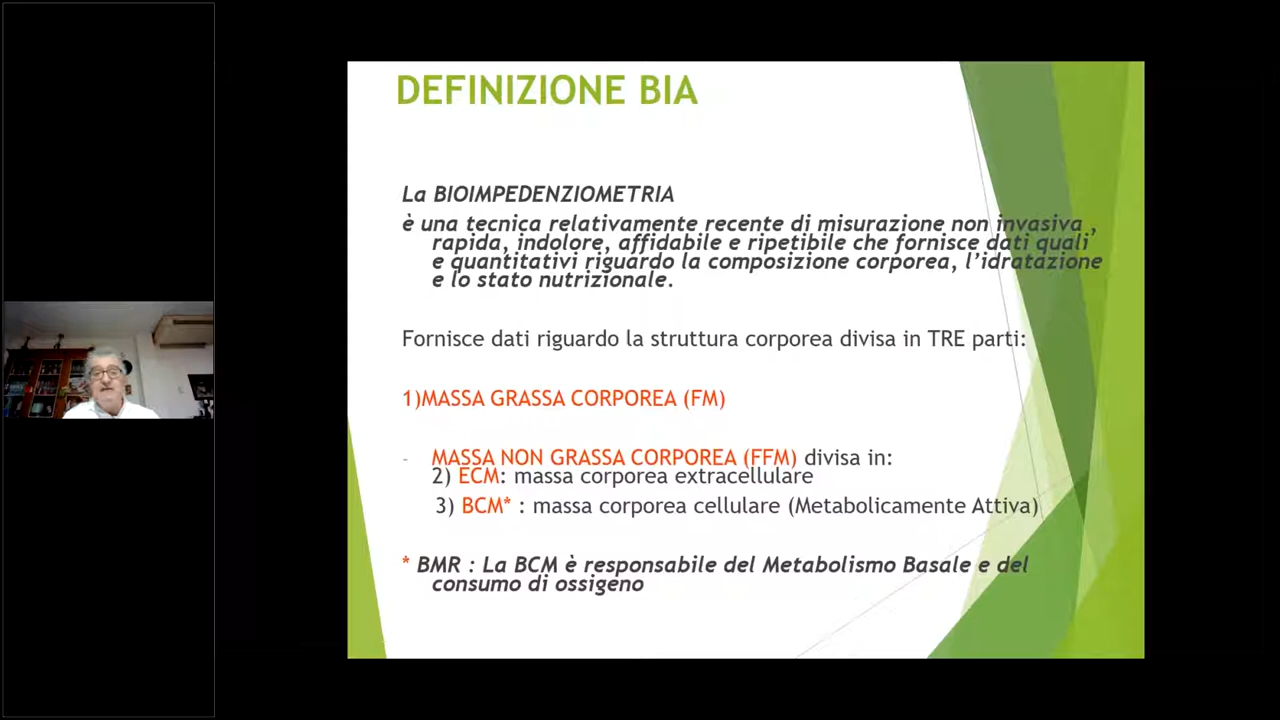 DEFINIZIONE BIA
La BIOIMPEDENZIOMETRIA
è una tecnica relativamente recente di misurazione non invasiva ,
rapida, indolore, affidabile e ripetibile che fornisce dati quali
e quantitativi riguardo la composizione corporea, l'idratazione
e lo stato nutrizionale.
Fornisce dati riguardo la struttura corporea divisa in TRE parti:
1)MASSA GRASSA CORPOREA (FM)
- MASSA NON GRASSA CORPOREA (FFM) divisa in:
2) ECM: massa corporea extracellulare
3) BCM* : massa corporea cellulare (Metabolicamente Attiva)
* BMR : La BCM è responsabile del Metabolismo Basale e del
consumo di ossigeno